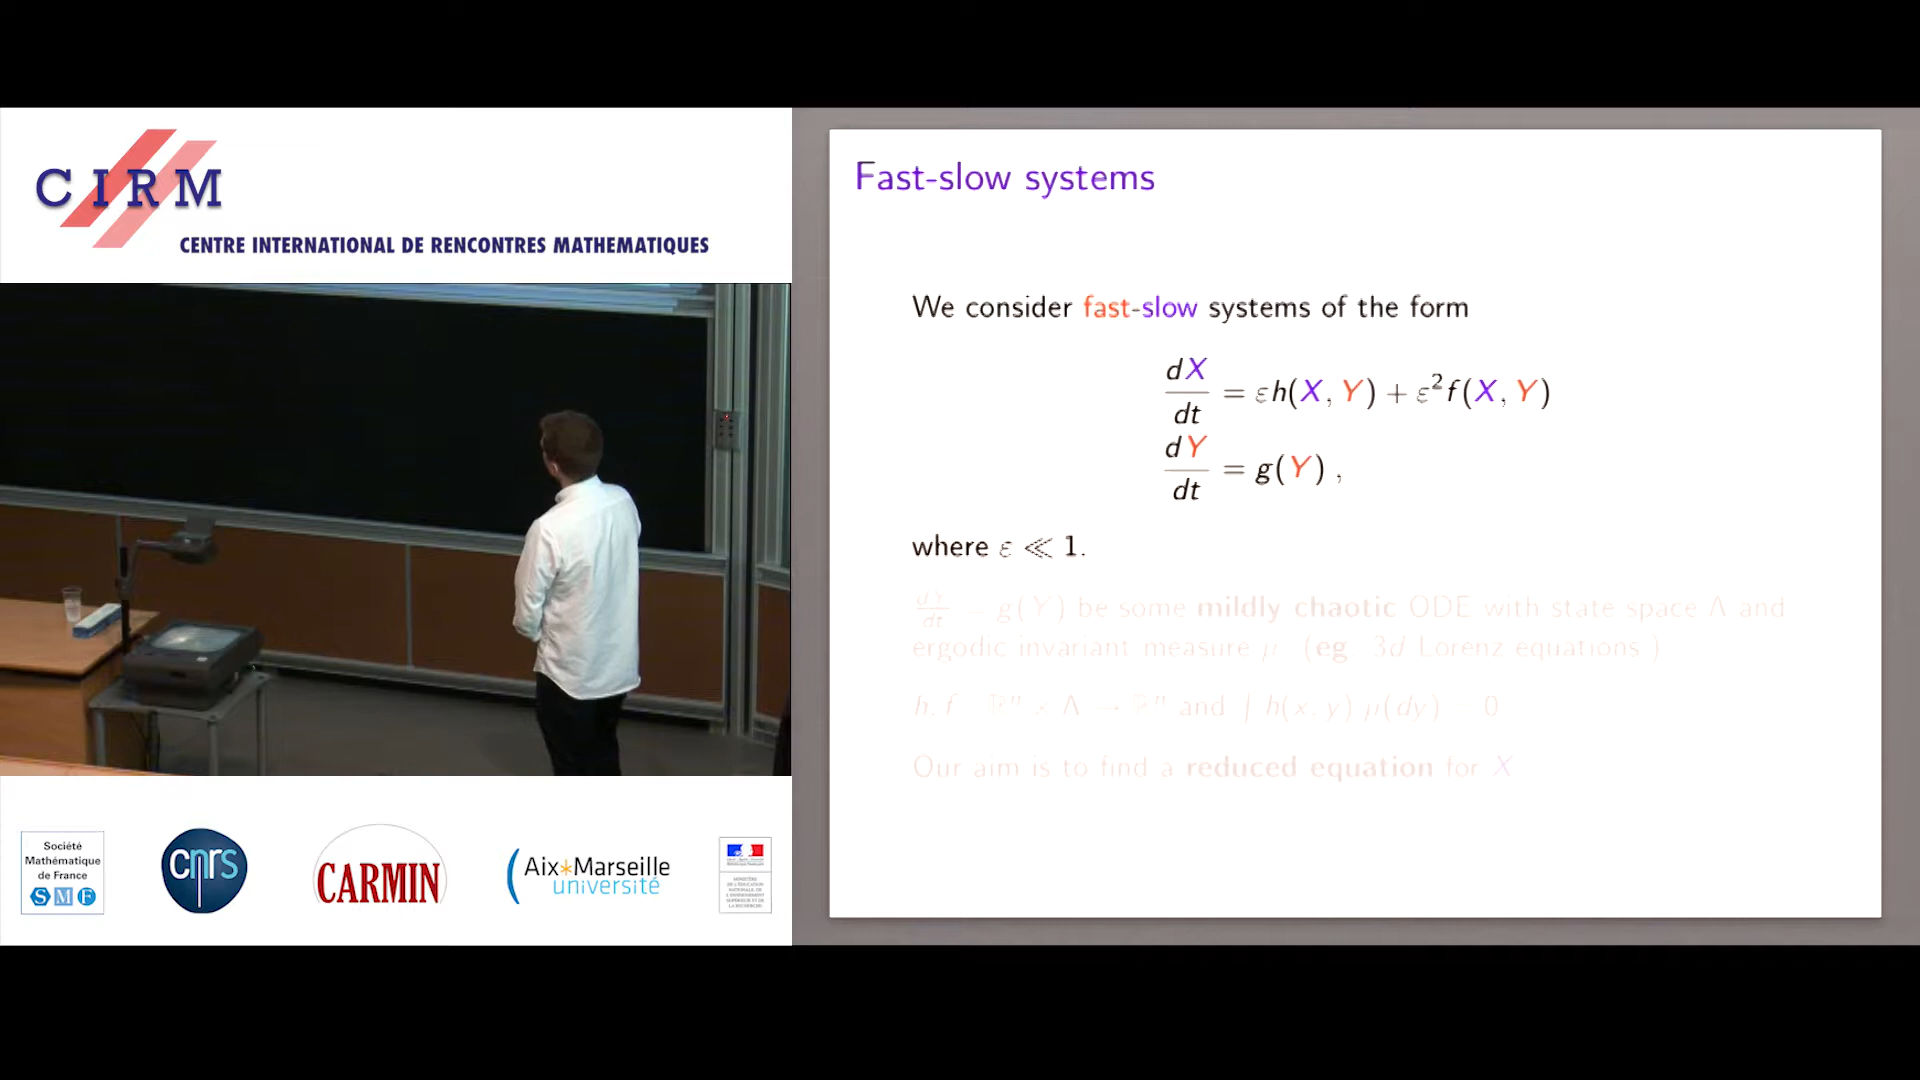 CIRM
CENTRE INTERNATIONAL DE RENCONTRES MATHEMATIQUES
Fast-slow systems
We consider fast-slow systems of the form
dX/dt = εh(X, Y) + ε²f(X, Y)
dY/dt = g(Y) ,
where ε ≪ 1.
dY/dt = g(Y) be some mildly chaotic ODE with state space Λ and
ergodic invariant measure μ (eg 3d Lorenz equations )
h, f ℝⁿ × Λ → ℝⁿ and ∫ h(x, y) μ(dy) = 0
Our aim is to find a reduced equation for X
Société
Mathématique
de France
SMF
cnrs
CARMIN
Aix*Marseille
université